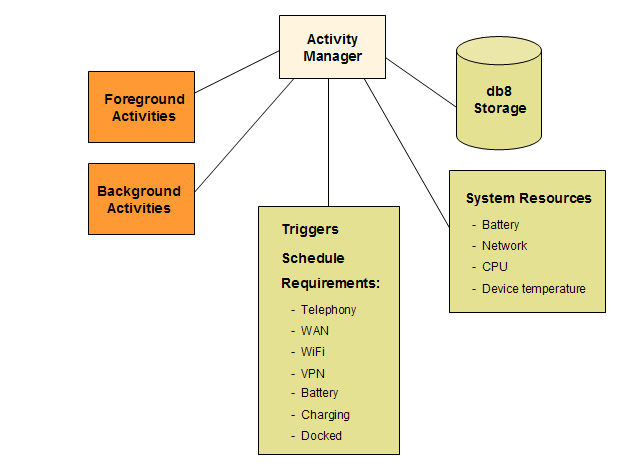 Activity
Manager
Foreground
Activities
Background
Activities
db8
Storage
System Resources
- Battery
- Network
- CPU
- Device temperature
Triggers
Schedule
Requirements:
- Telephony
- WAN
- WiFi
- VPN
- Battery
- Charging
- Docked